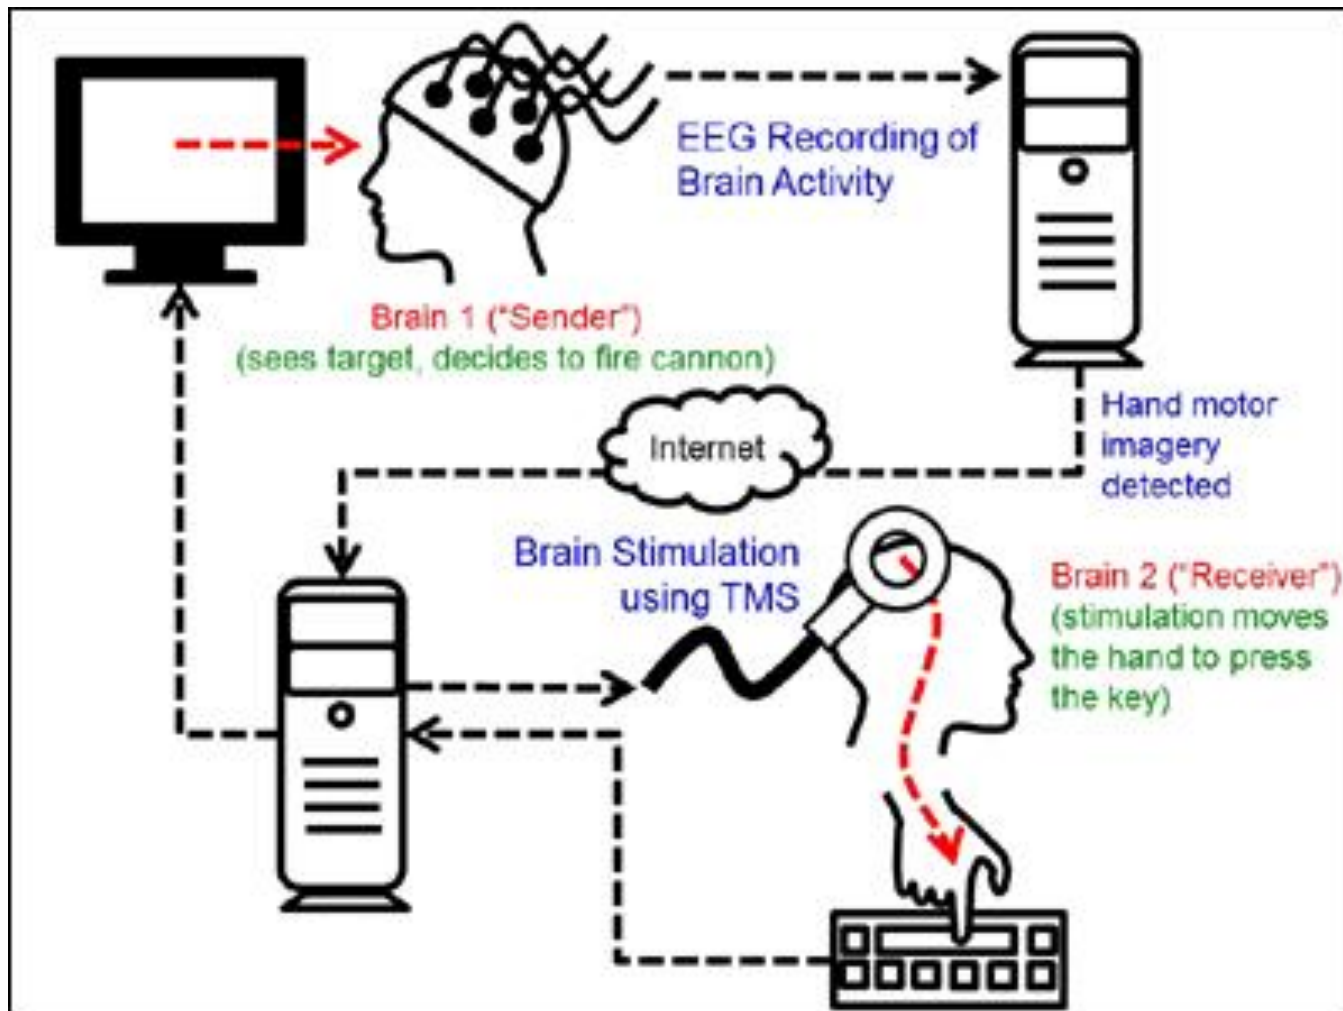 EEG Recording of
Brain Activity
Brain 1 ("Sender")
(sees target, decides to fire cannon)
Hand motor
imagery
detected
Internet
Brain Stimulation
using TMS
Brain 2 ("Receiver")
(stimulation moves
the hand to press
the key)